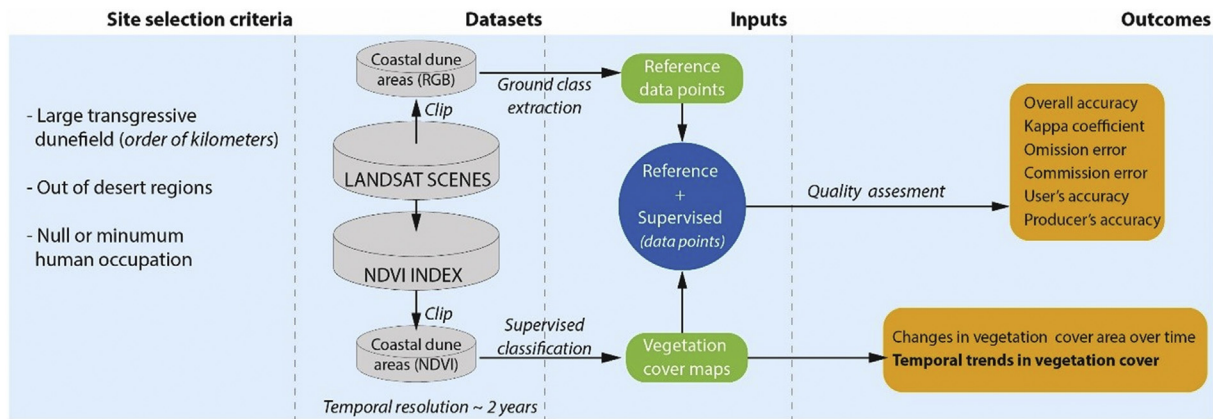 Site selection criteria
Datasets
Inputs
Outcomes
- Large transgressive
dunefield (order of kilometers)
- Out of desert regions
- Null or minumum
human occupation
Coastal dune
areas (RGB)
Clip
LANDSAT SCENES
NDVI INDEX
Clip
Coastal dune
areas (NDVI)
Temporal resolution ~ 2 years
Ground class
extraction
Supervised
classification
Reference
data points
Reference
+
Supervised
(data points)
Vegetation
cover maps
Quality assesment
Overall accuracy
Kappa coefficient
Omission error
Commission error
User's accuracy
Producer's accuracy
Changes in vegetation cover area over time
Temporal trends in vegetation cover